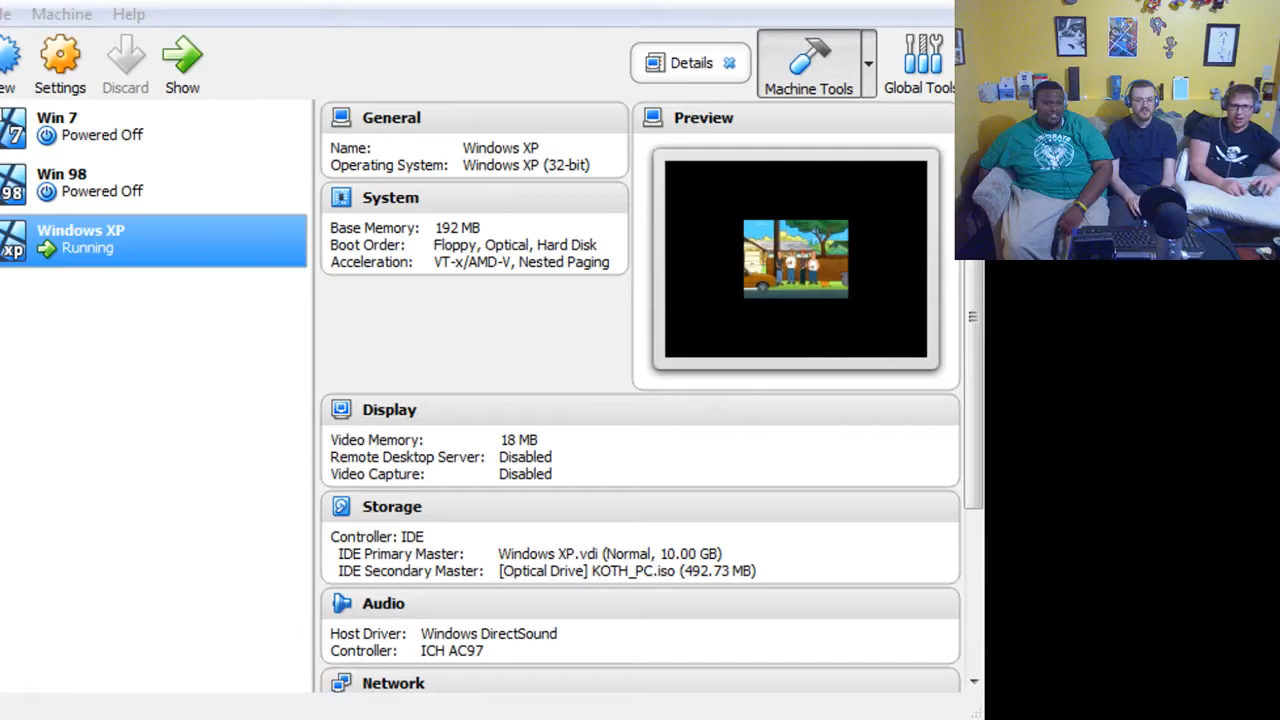 Machine Help
Settings Discard Show
Details
Machine Tools
Global Tools
Win 7
Powered Off
Win 98
Powered Off
Windows XP
Running
General
Name: Windows XP
Operating System: Windows XP (32-bit)
System
Base Memory: 192 MB
Boot Order: Floppy, Optical, Hard Disk
Acceleration: VT-x/AMD-V, Nested Paging
Preview
Display
Video Memory: 18 MB
Remote Desktop Server: Disabled
Video Capture: Disabled
Storage
Controller: IDE
IDE Primary Master: Windows XP.vdi (Normal, 10.00 GB)
IDE Secondary Master: [Optical Drive] KOTH_PC.iso (492.73 MB)
Audio
Host Driver: Windows DirectSound
Controller: ICH AC97
Network